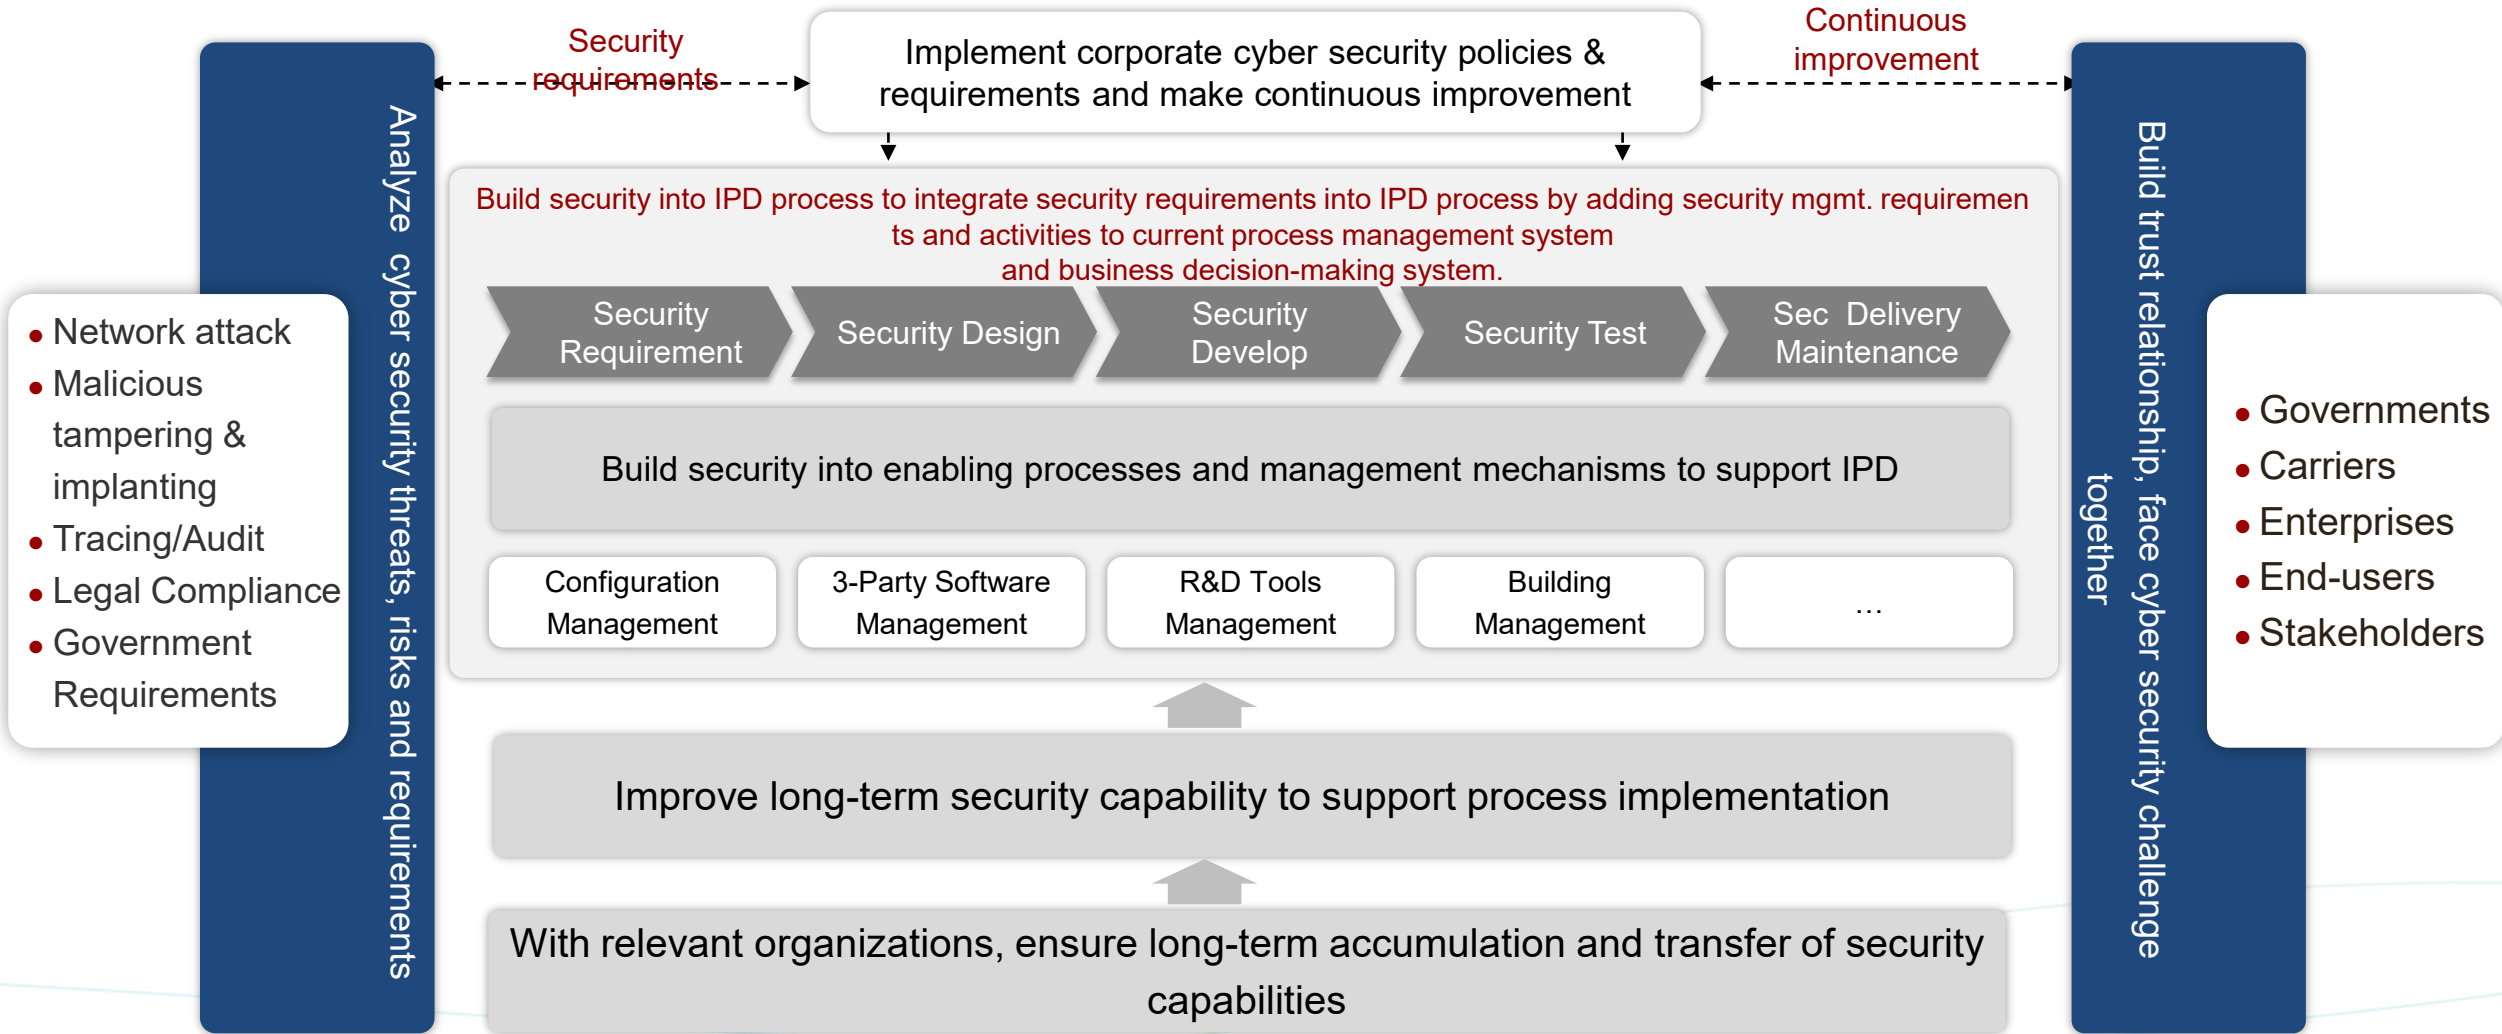 Security
requirements
Implement corporate cyber security policies &
requirements and make continuous improvement
Continuous
improvement
Analyze cyber security threats, risks and requirements
• Network attack
• Malicious
tampering &
implanting
• Tracing/Audit
• Legal Compliance
• Government
Requirements
Build security into IPD process to integrate security requirements into IPD process by adding security mgmt. requiremen
ts and activities to current process management system
and business decision-making system.
Security
Requirement
Security Design
Security
Develop
Security Test
Sec Delivery
Maintenance
Build security into enabling processes and management mechanisms to support IPD
Configuration
Management
3-Party Software
Management
R&D Tools
Management
Building
Management
...
Improve long-term security capability to support process implementation
With relevant organizations, ensure long-term accumulation and transfer of security
capabilities
Build trust relationship, face cyber security challenge
together
• Governments
• Carriers
• Enterprises
• End-users
• Stakeholders